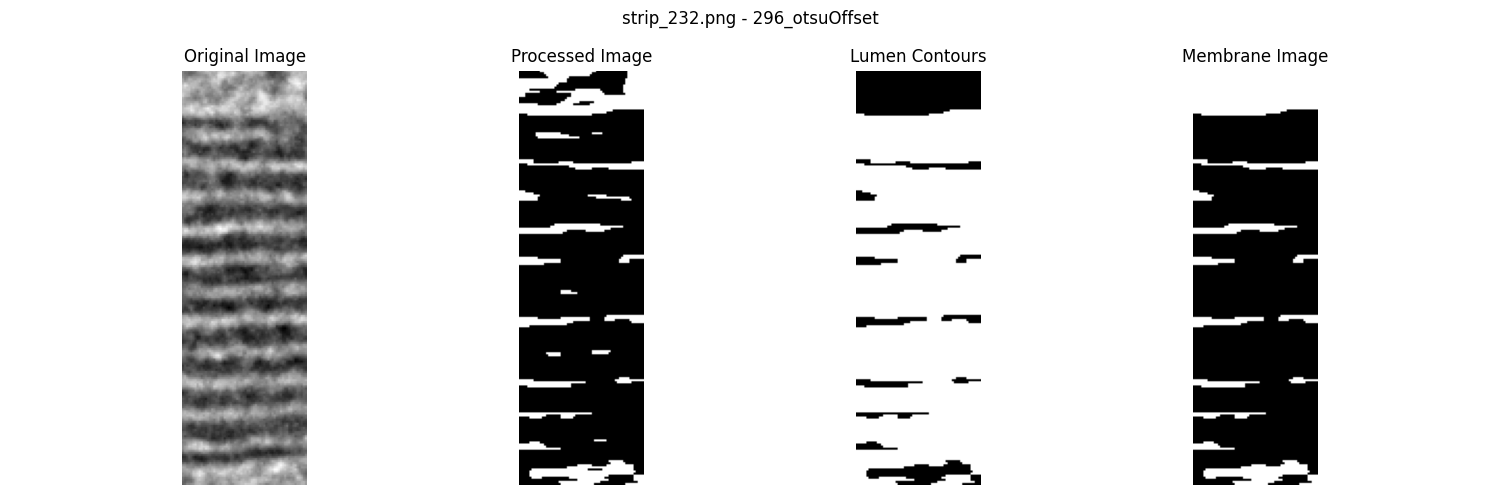 strip_232.png - 296_otsuOffset
Original Image
Processed Image
Lumen Contours
Membrane Image